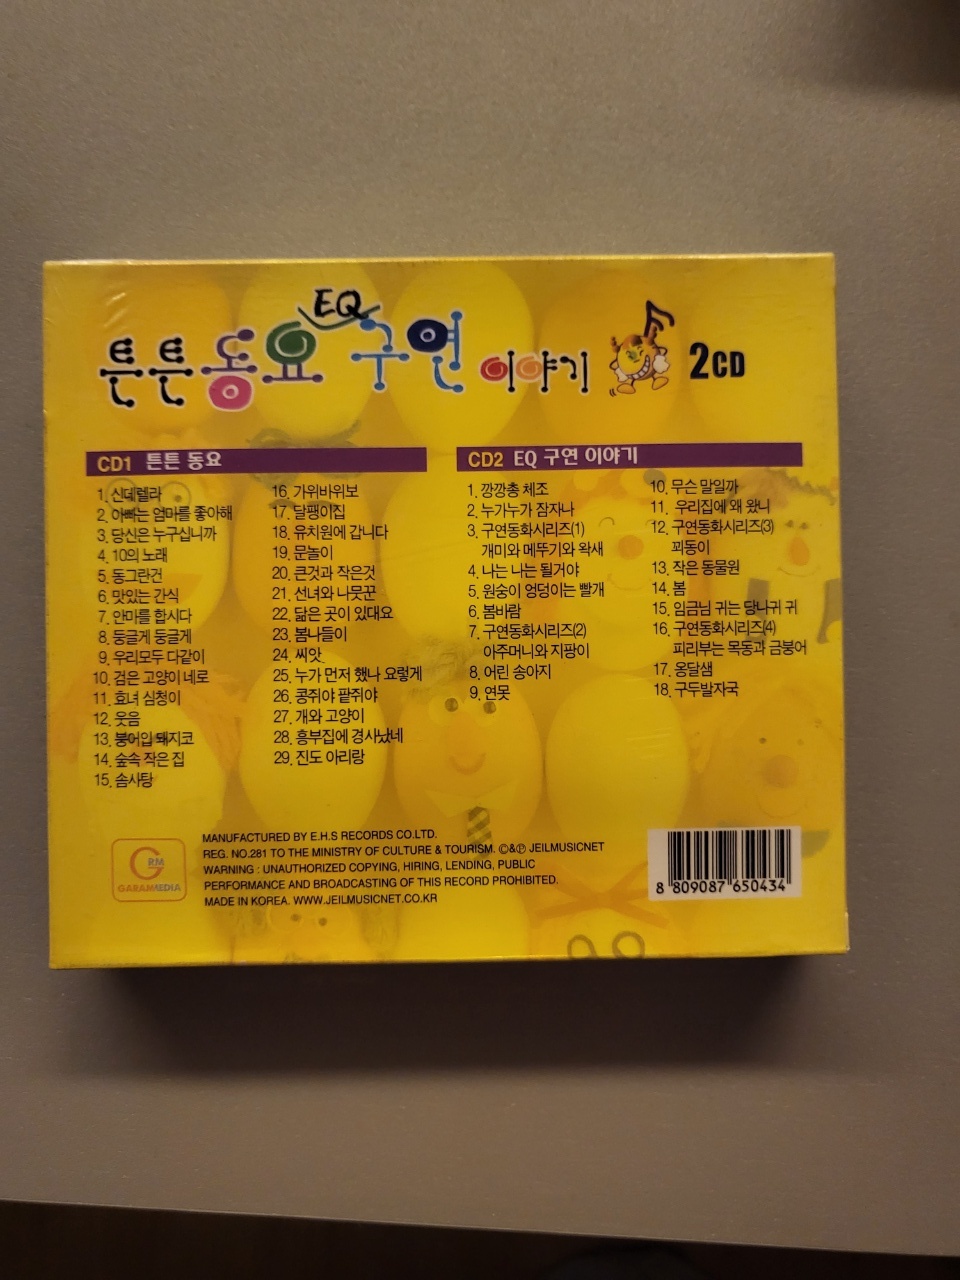 튼튼동요 EQ 구연 이야기 2CD
CD1 튼튼 동요
1. 신데렐라
2. 아빠는 엄마를 좋아해
3. 당신은 누구십니까
4. 10의 노래
5. 동그란건
6. 맛있는 간식
7. 안마를 합시다
8. 둥글게 둥글게
9. 우리모두 다같이
10. 검은 고양이 네로
11. 효녀 심청이
12. 웃음
13. 붕어입 돼지코
14. 숲속 작은 집
15. 솜사탕
16. 가위바위보
17. 달팽이집
18. 유치원에 갑니다
19. 문놀이
20. 큰것과 작은것
21. 선녀와 나뭇꾼
22. 닮은 곳이 있대요
23. 봄나들이
24. 씨앗
25. 누가 먼저 했나 요렇게
26. 콩쥐야 팥쥐야
27. 개와 고양이
28. 흥부집에 경사났네
29. 진도 아리랑
CD2 EQ 구연 이야기
1. 깡깡총 체조
2. 누가누가 잠자나
3. 구연동화시리즈(1)
개미와 메뚜기와 왁새
4. 나는 나는 될거야
5. 원숭이 엉덩이는 빨개
6. 봄바람
7. 구연동화시리즈(2)
아주머니와 지팡이
8. 어린 송아지
9. 연못
10. 무슨 말일까
11. 우리집에 왜 왔니
12. 구연동화시리즈(3)
꾀동이
13. 작은 동물원
14. 봄
15. 임금님 귀는 당나귀 귀
16. 구연동화시리즈(4)
피리부는 목동과 금붕어
17. 옹달샘
18. 구두발자국
GRM
GARAMMEDIA
MANUFACTURED BY E.H.S RECORDS CO.LTD.
REG. NO.281 TO THE MINISTRY OF CULTURE & TOURISM. ©&℗ JEILMUSICNET
WARNING : UNAUTHORIZED COPYING, HIRING, LENDING, PUBLIC
PERFORMANCE AND BROADCASTING OF THIS RECORD PROHIBITED.
MADE IN KOREA. WWW.JEILMUSICNET.CO.KR
8 809087 650434